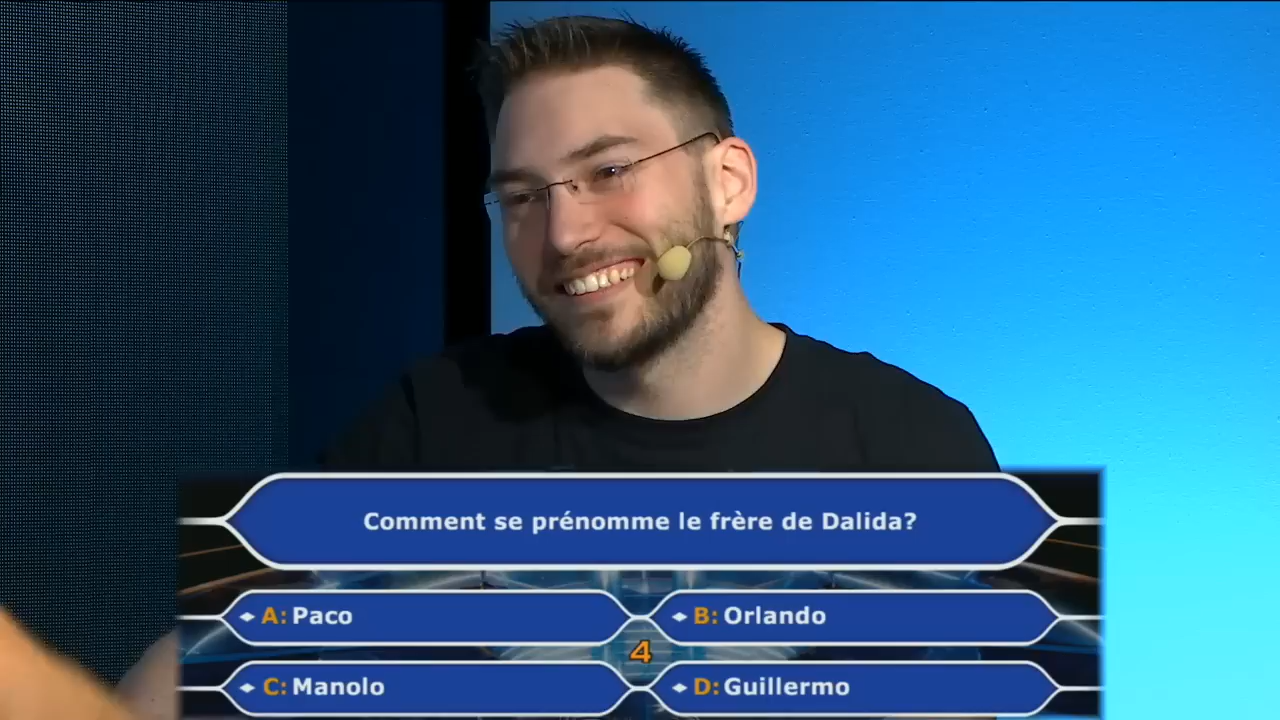 Comment se prénomme le frère de Dalida?
A: Paco
B: Orlando
4
C: Manolo
D: Guillermo